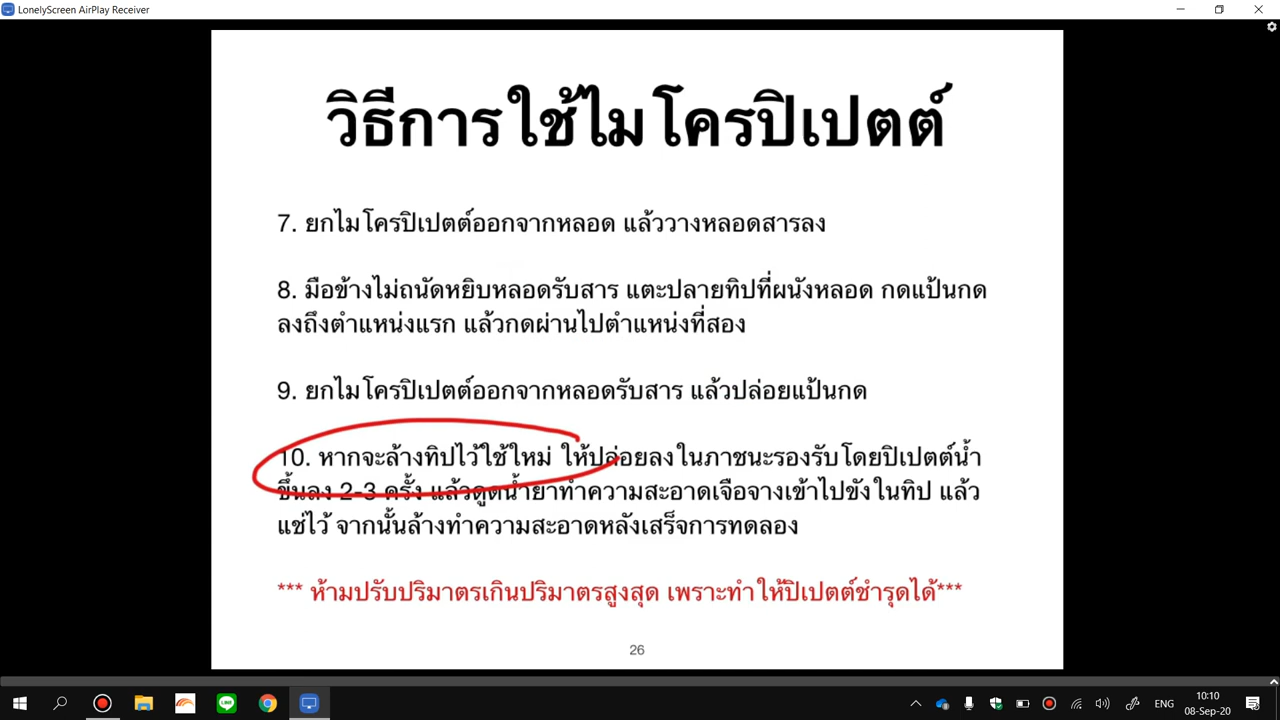 LonelyScreen AirPlay Receiver
วิธีการใช้ไมโครปิเปตต์
7. ยกไมโครปิเปตต์ออกจากหลอด แล้ววางหลอดสารลง
8. มือข้างไม่ถนัดหยิบหลอดรับสาร แตะปลายทิปที่ผนังหลอด กดแป้นกด
ลงถึงตำแหน่งแรก แล้วกดผ่านไปตำแหน่งที่สอง
9. ยกไมโครปิเปตต์ออกจากหลอดรับสาร แล้วปล่อยแป้นกด
10. หากจะล้างทิปไว้ใช้ใหม่ ให้ปล่อยลงในภาชนะรองรับโดยปิเปตต์น้ำ
ขึ้นลง 2-3 ครั้ง แล้วดูดน้ำยาทำความสะอาดเจือจางเข้าไปขังในทิป แล้ว
แช่ไว้ จากนั้นล้างทำความสะอาดหลังเสร็จการทดลอง
*** ห้ามปรับปริมาตรเกินปริมาตรสูงสุด เพราะทำให้ปิเปตต์ชำรุดได้***
26
LINE
ENG
10:10
08-Sep-20